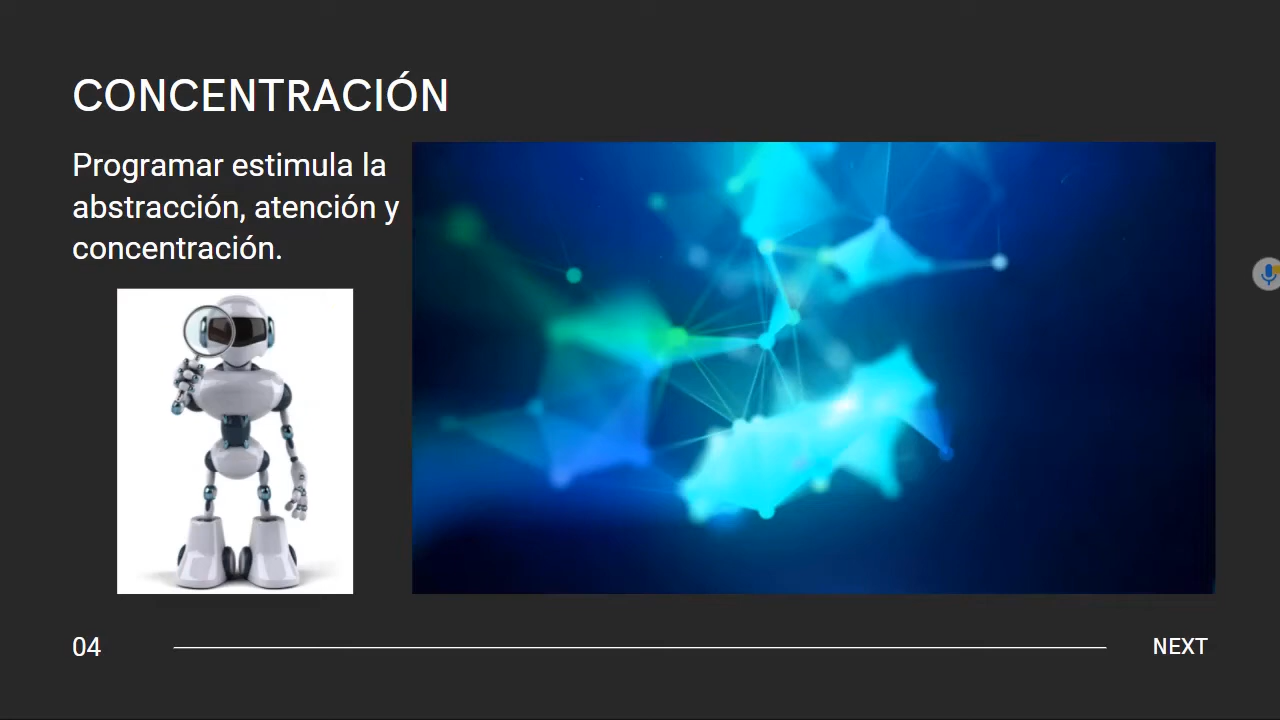 CONCENTRACIÓN
Programar estimula la
abstracción, atención y
concentración.
04
NEXT